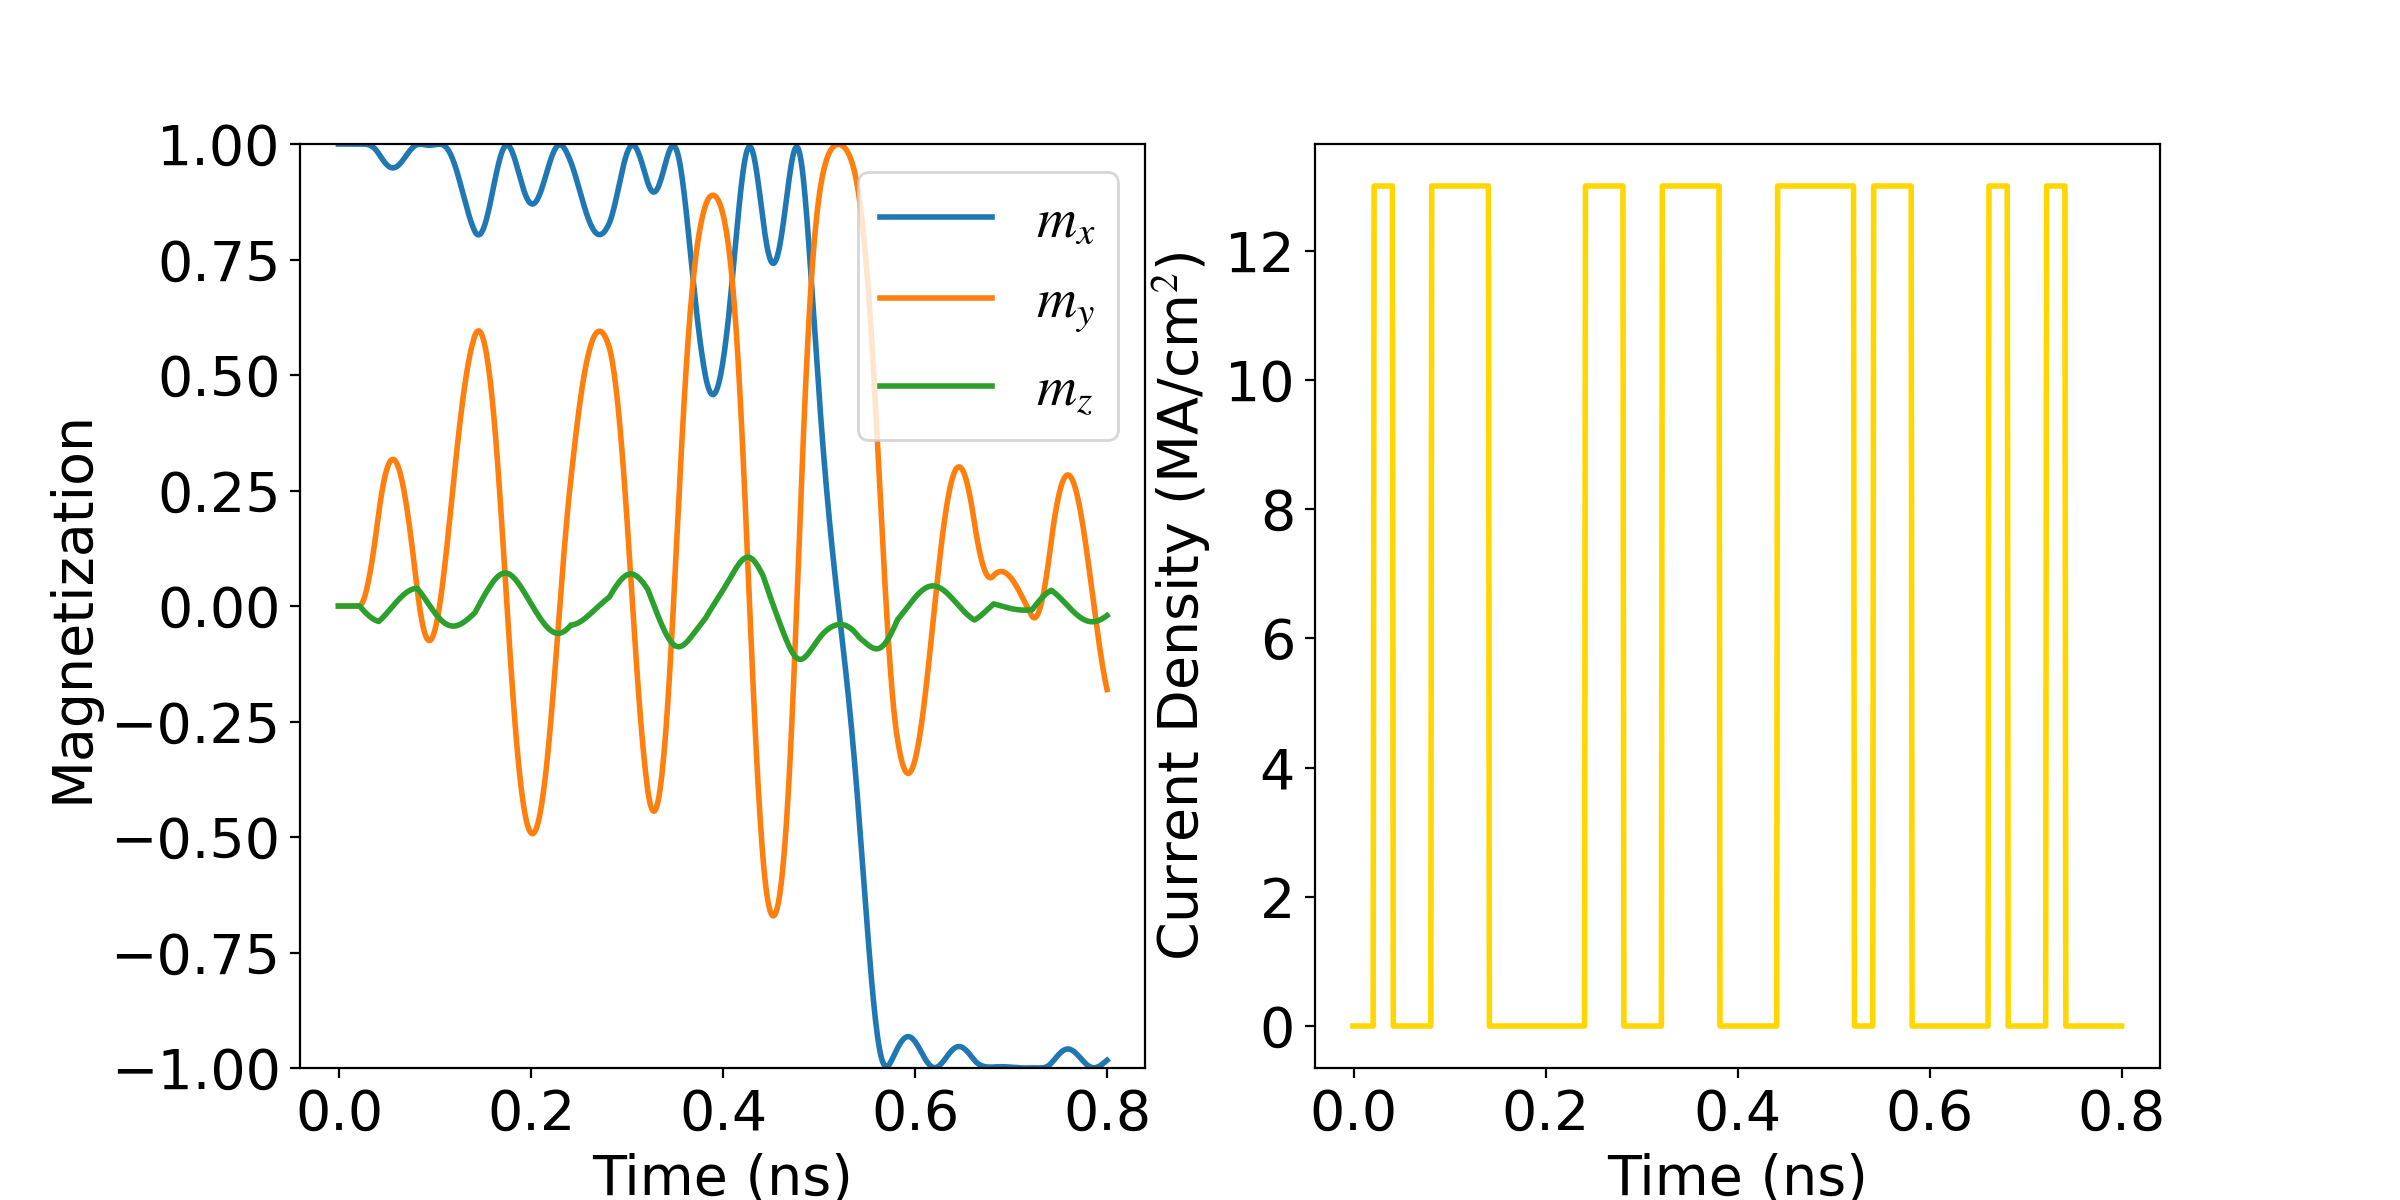 1.00
0.75
0.50
0.25
0.00
−0.25
−0.50
−0.75
−1.00
0.0 0.2 0.4 0.6 0.8
Time (ns)
Magnetization
m_x
m_y
m_z
Current Density (MA/cm²)
12
10
8
6
4
2
0
0.0 0.2 0.4 0.6 0.8
Time (ns)